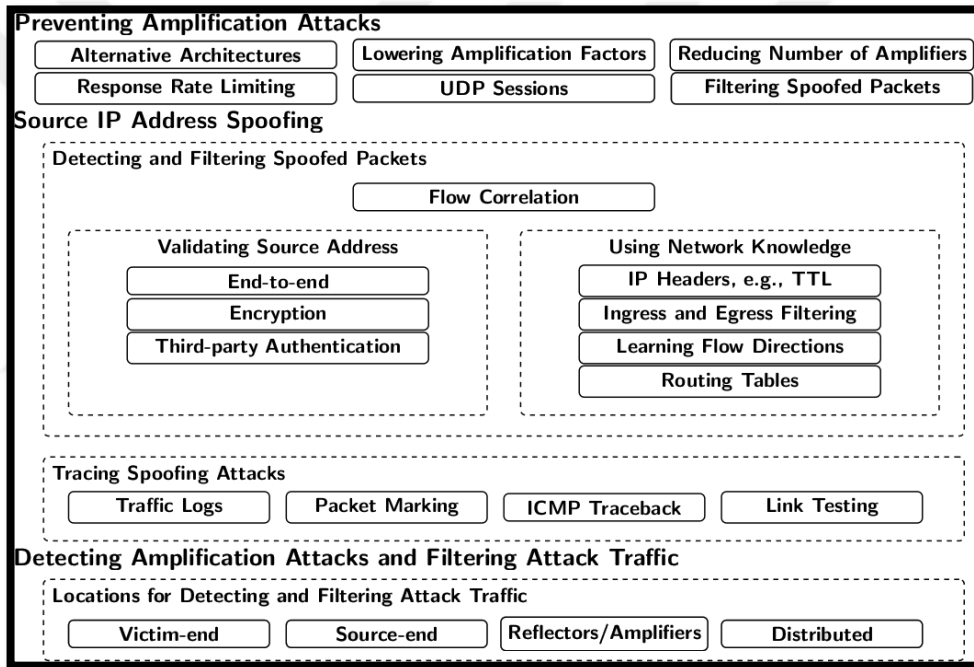 Preventing Amplification Attacks
Alternative Architectures
Lowering Amplification Factors
Reducing Number of Amplifiers
Response Rate Limiting
UDP Sessions
Filtering Spoofed Packets
Source IP Address Spoofing
Detecting and Filtering Spoofed Packets
Flow Correlation
Validating Source Address
End-to-end
Encryption
Third-party Authentication
Using Network Knowledge
IP Headers, e.g., TTL
Ingress and Egress Filtering
Learning Flow Directions
Routing Tables
Tracing Spoofing Attacks
Traffic Logs
Packet Marking
ICMP Traceback
Link Testing
Detecting Amplification Attacks and Filtering Attack Traffic
Locations for Detecting and Filtering Attack Traffic
Victim-end
Source-end
Reflectors/Amplifiers
Distributed